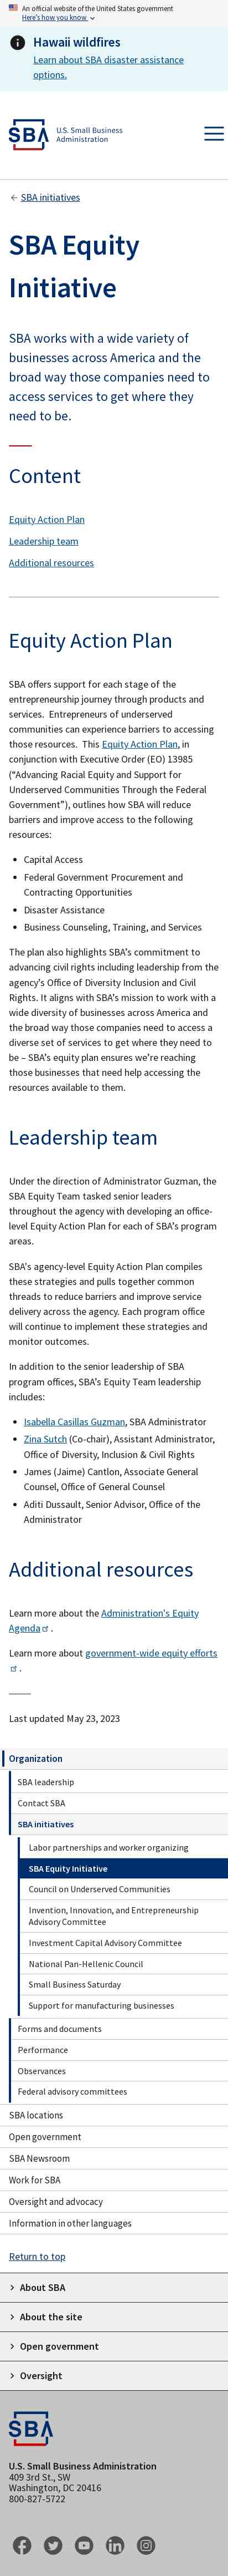 An official website of the United States government
Here's how you know
Hawaii wildfires
Learn about SBA disaster assistance
options.
SBA
U.S. Small Business
Administration
SBA initiatives
SBA Equity
Initiative
SBA works with a wide variety of
businesses across America and the
broad way those companies need to
access services to get where they
need to be.
Content
Equity Action Plan
Leadership team
Additional resources
Equity Action Plan
SBA offers support for each stage of the
entrepreneurship journey through products and
services. Entrepreneurs of underserved
communities can experience barriers to accessing
those resources. This Equity Action Plan, in
conjunction with Executive Order (EO) 13985
("Advancing Racial Equity and Support for
Underserved Communities Through the Federal
Government"), outlines how SBA will reduce
barriers and improve access to the following
resources:
Capital Access
Federal Government Procurement and
Contracting Opportunities
Disaster Assistance
Business Counseling, Training, and Services
The plan also highlights SBA's commitment to
advancing civil rights including leadership from the
agency's Office of Diversity, Inclusion and Civil
Rights. It aligns with SBA's mission to work with a
wide diversity of businesses across America and
the broad way those companies need to access a
diverse set of services to get where they need to
be – SBA's equity plan ensures we're reaching
those businesses that need help accessing the
resources available to them.
Leadership team
Under the direction of Administrator Guzman, the
SBA Equity Team tasked senior leaders
throughout the agency with developing an office-
level Equity Action Plan for each of SBA's program
areas.
SBA's agency-level Equity Action Plan compiles
these strategies and pulls together common
threads to reduce barriers and improve service
delivery across the agency. Each program office
will continue to implement these strategies and
monitor outcomes.
In addition to the senior leadership of SBA
program offices, SBA's Equity Team leadership
includes:
Isabella Casillas Guzman, SBA Administrator
Zina Sutch (Co-chair), Assistant Administrator,
Office of Diversity, Inclusion & Civil Rights
James (Jaime) Cantlon, Associate General
Counsel, Office of General Counsel
Aditi Dussault, Senior Advisor, Office of the
Administrator
Additional resources
Learn more about the Administration's Equity
Agenda .
Learn more about government-wide equity efforts
.
Last updated May 23, 2023
Organization
SBA leadership
Contact SBA
SBA initiatives
Labor partnerships and worker organizing
SBA Equity Initiative
Council on Underserved Communities
Invention, Innovation, and Entrepreneurship
Advisory Committee
Investment Capital Advisory Committee
National Pan-Hellenic Council
Small Business Saturday
Support for manufacturing businesses
Forms and documents
Performance
Observances
Federal advisory committees
SBA locations
Open government
SBA Newsroom
Work for SBA
Oversight and advocacy
Information in other languages
Return to top
About SBA
About the site
Open government
Oversight
SBA
U.S. Small Business Administration
409 3rd St., SW
Washington, DC 20416
800-827-5722